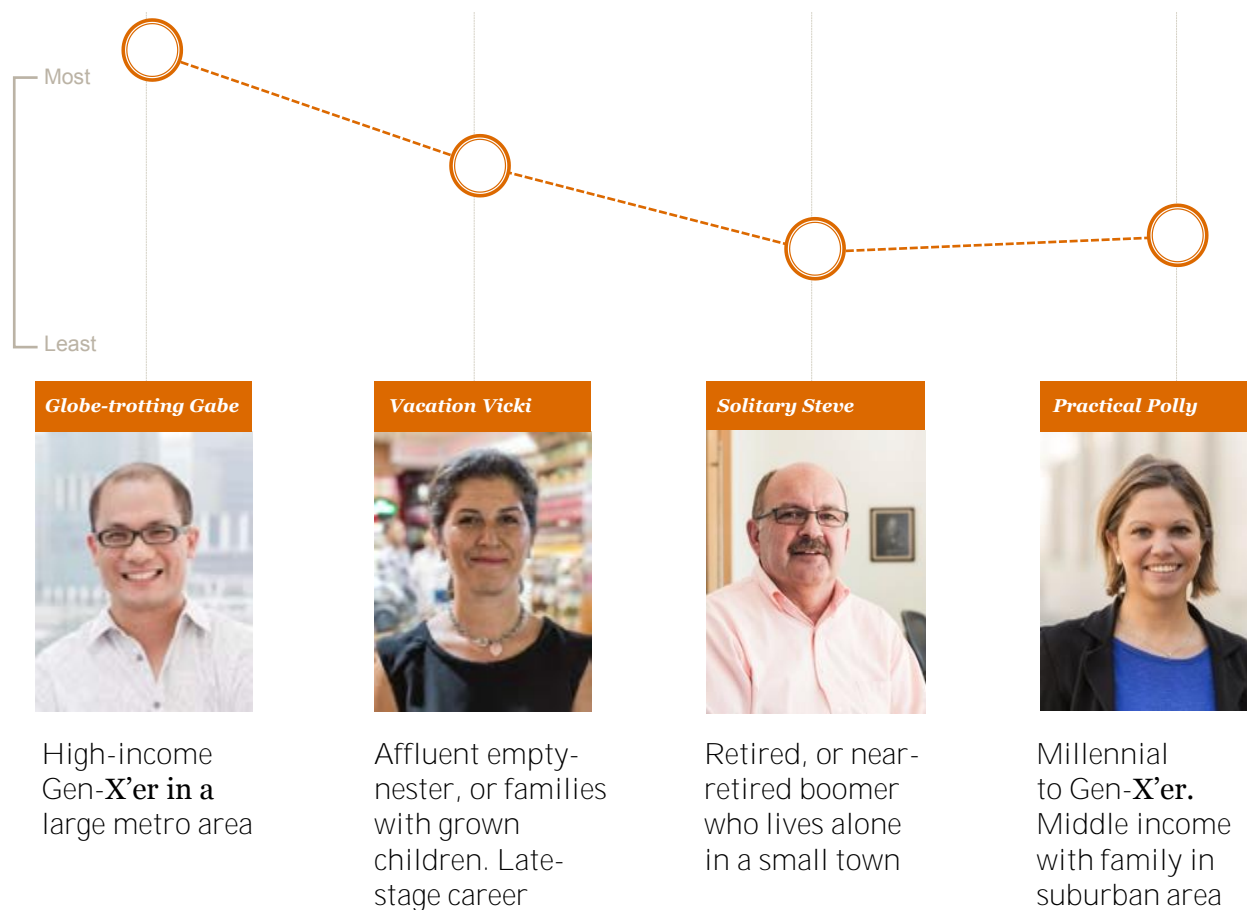 Most
Least
Globe-trotting Gabe
Vacation Vicki
Solitary Steve
Practical Polly
High-income
Gen-X’er in a
large metro area
Affluent empty-
nester, or families
with grown
children. Late-
stage career
Retired, or near-
retired boomer
who lives alone
in a small town
Millennial
to Gen-X’er.
Middle income
with family in
suburban area